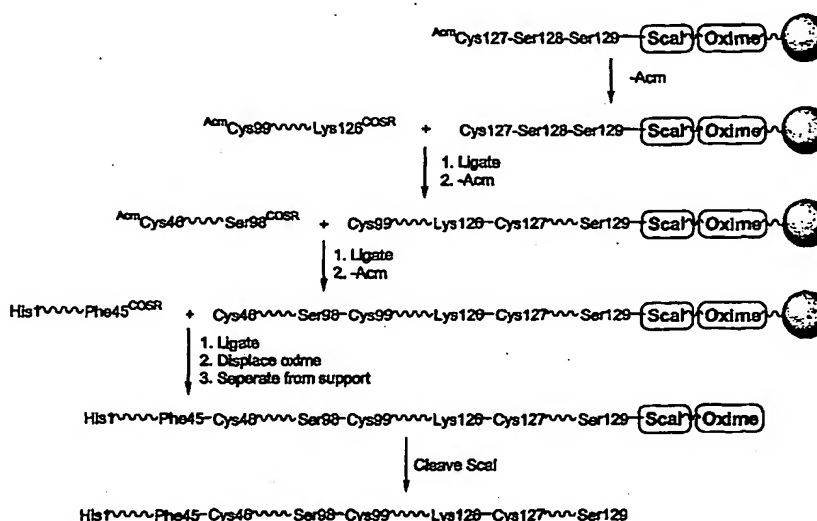 AcmCys127-Ser128-Ser129 Scal Oxime
-Acm
AcmCys99 Lys126COSR + Cys127-Ser128-Ser129 Scal Oxime
1. Ligate
2. -Acm
AcmCys46 Ser98COSR + Cys99 Lys126-Cys127 Ser129 Scal Oxime
1. Ligate
2. -Acm
His1 Phe45COSR + Cys46 Ser98-Cys99 Lys126-Cys127 Ser129 Scal Oxime
1. Ligate
2. Displace oxime
3. Seperate from support
His1 Phe45-Cys46 Ser98-Cys99 Lys126-Cys127 Ser129 Scal Oxime
Cleave Scal
His1 Phe45-Cys46 Ser98-Cys99 Lys126-Cys127 Ser129